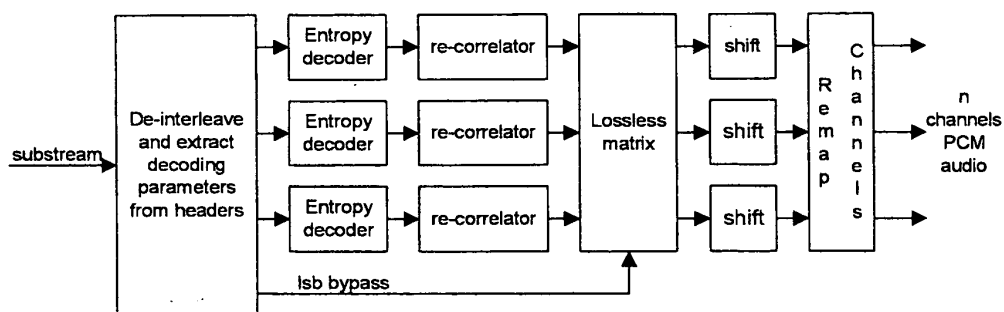 substream
De-interleave
and extract
decoding
parameters
from headers
Entropy
decoder
re-correlator
Entropy
decoder
re-correlator
Entropy
decoder
re-correlator
lsb bypass
Lossless
matrix
shift
shift
shift
Remap
Channels
n
channels
PCM
audio